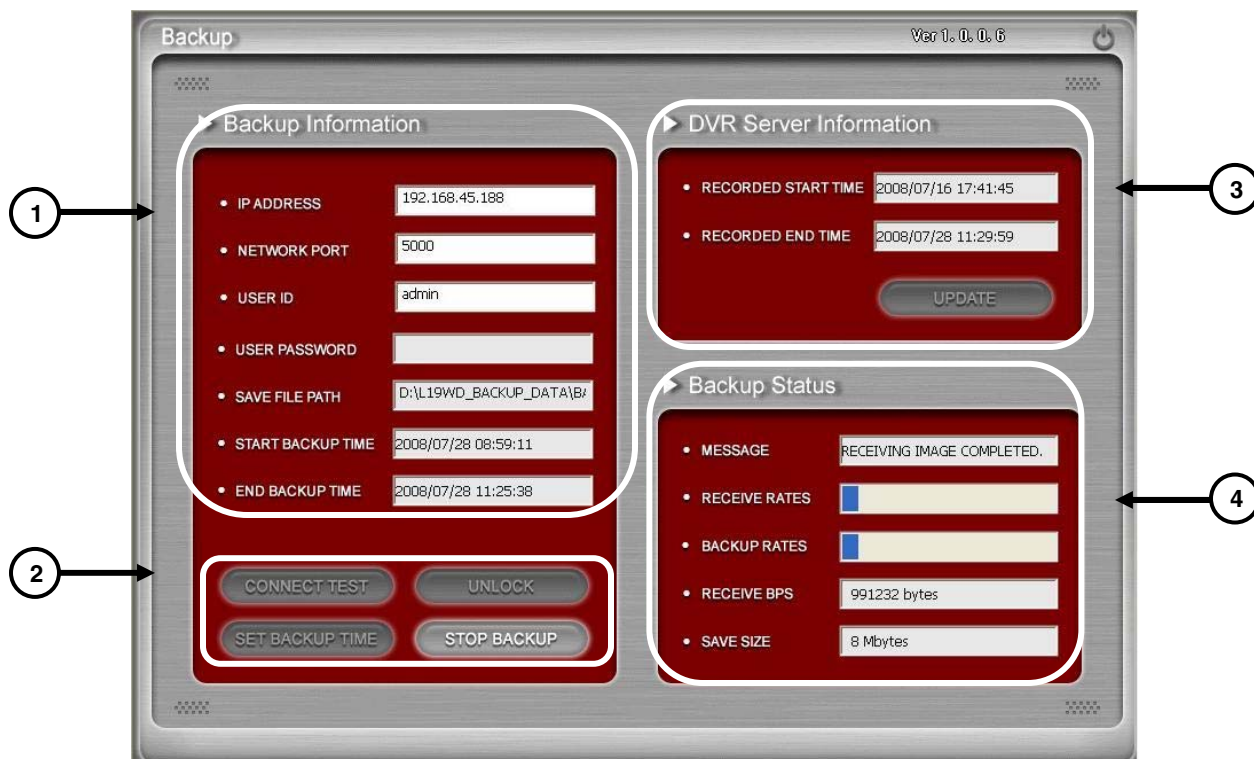 Backup
Ver 1. 0. 0. 6
Backup Information
IP ADDRESS 192.168.45.188
NETWORK PORT 5000
USER ID admin
USER PASSWORD
SAVE FILE PATH D:\L19WD_BACKUP_DATA\BA
START BACKUP TIME 2008/07/28 08:59:11
END BACKUP TIME 2008/07/28 11:25:38
CONNECT TEST UNLOCK
SET BACKUP TIME STOP BACKUP
1
2
DVR Server Information
RECORDED START TIME 2008/07/16 17:41:45
RECORDED END TIME 2008/07/28 11:29:59
UPDATE
3
Backup Status
MESSAGE RECEIVING IMAGE COMPLETED.
RECEIVE RATES
BACKUP RATES
RECEIVE BPS 991232 bytes
SAVE SIZE 8 Mbytes
4